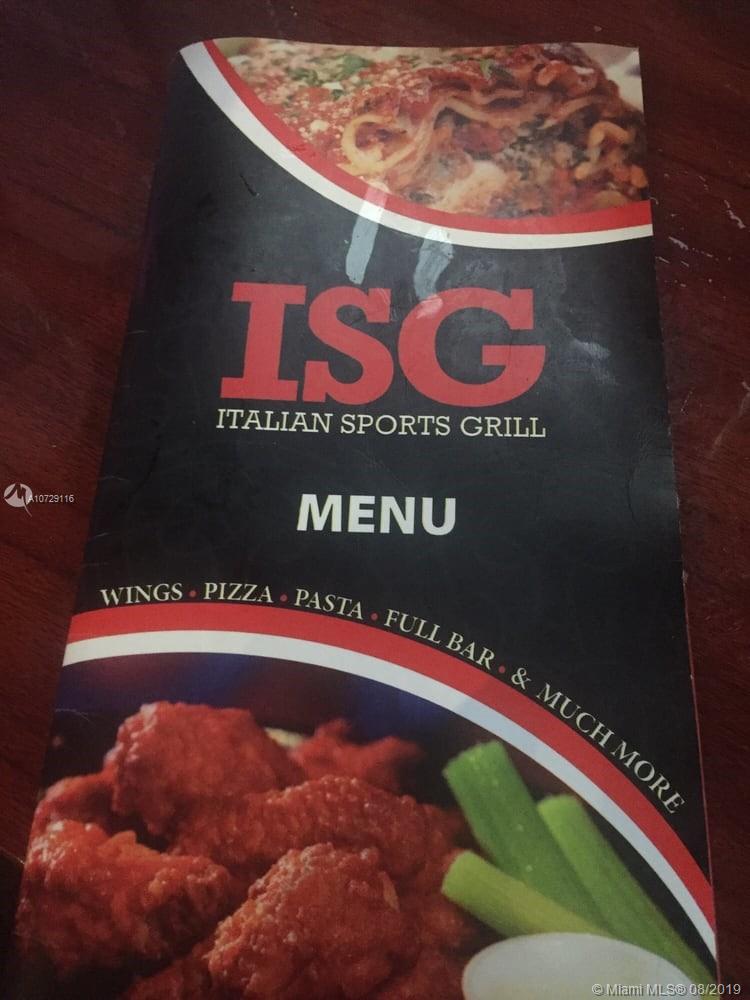 ISG
ITALIAN SPORTS GRILL
MENU
A10729116
WINGS • PIZZA • PASTA • FULL BAR • & MUCH MORE
© Miami MLS® 08/2019